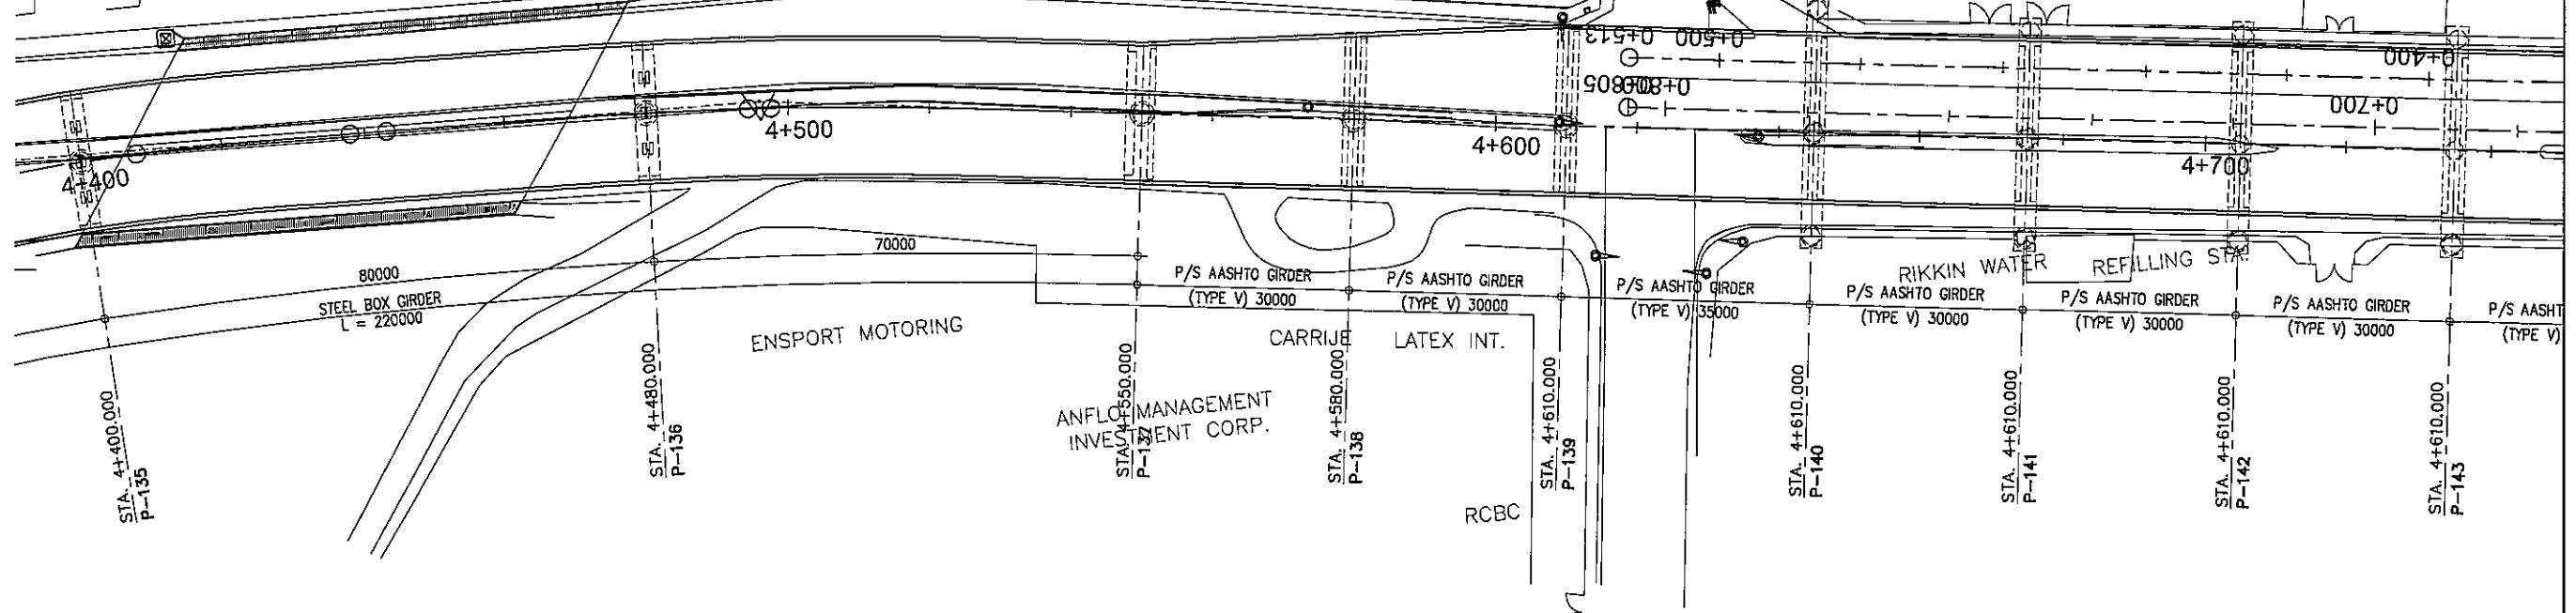 0+513
0+500
0+400
0+805
0+800
0+700
4+400
4+500
4+600
4+700
80000
70000
STEEL BOX GIRDER
L = 220000
P/S AASHTO GIRDER
(TYPE V) 30000
P/S AASHTO GIRDER
(TYPE V) 30000
P/S AASHTO GIRDER
(TYPE V) 35000
P/S AASHTO GIRDER
(TYPE V) 30000
P/S AASHTO GIRDER
(TYPE V) 30000
P/S AASHTO GIRDER
(TYPE V) 30000
P/S AASHT
(TYPE V)
RIKKIN WATER REFILLING STA.
ENSPORT MOTORING
CARRIJE LATEX INT.
ANFLO MANAGEMENT
INVESTMENT CORP.
RCBC
STA. 4+400.000
P-135
STA. 4+480.000
P-136
STA. 4+550.000
P-137
STA. 4+580.000
P-138
STA. 4+610.000
P-139
STA. 4+610.000
P-140
STA. 4+610.000
P-141
STA. 4+610.000
P-142
STA. 4+610.000
P-143